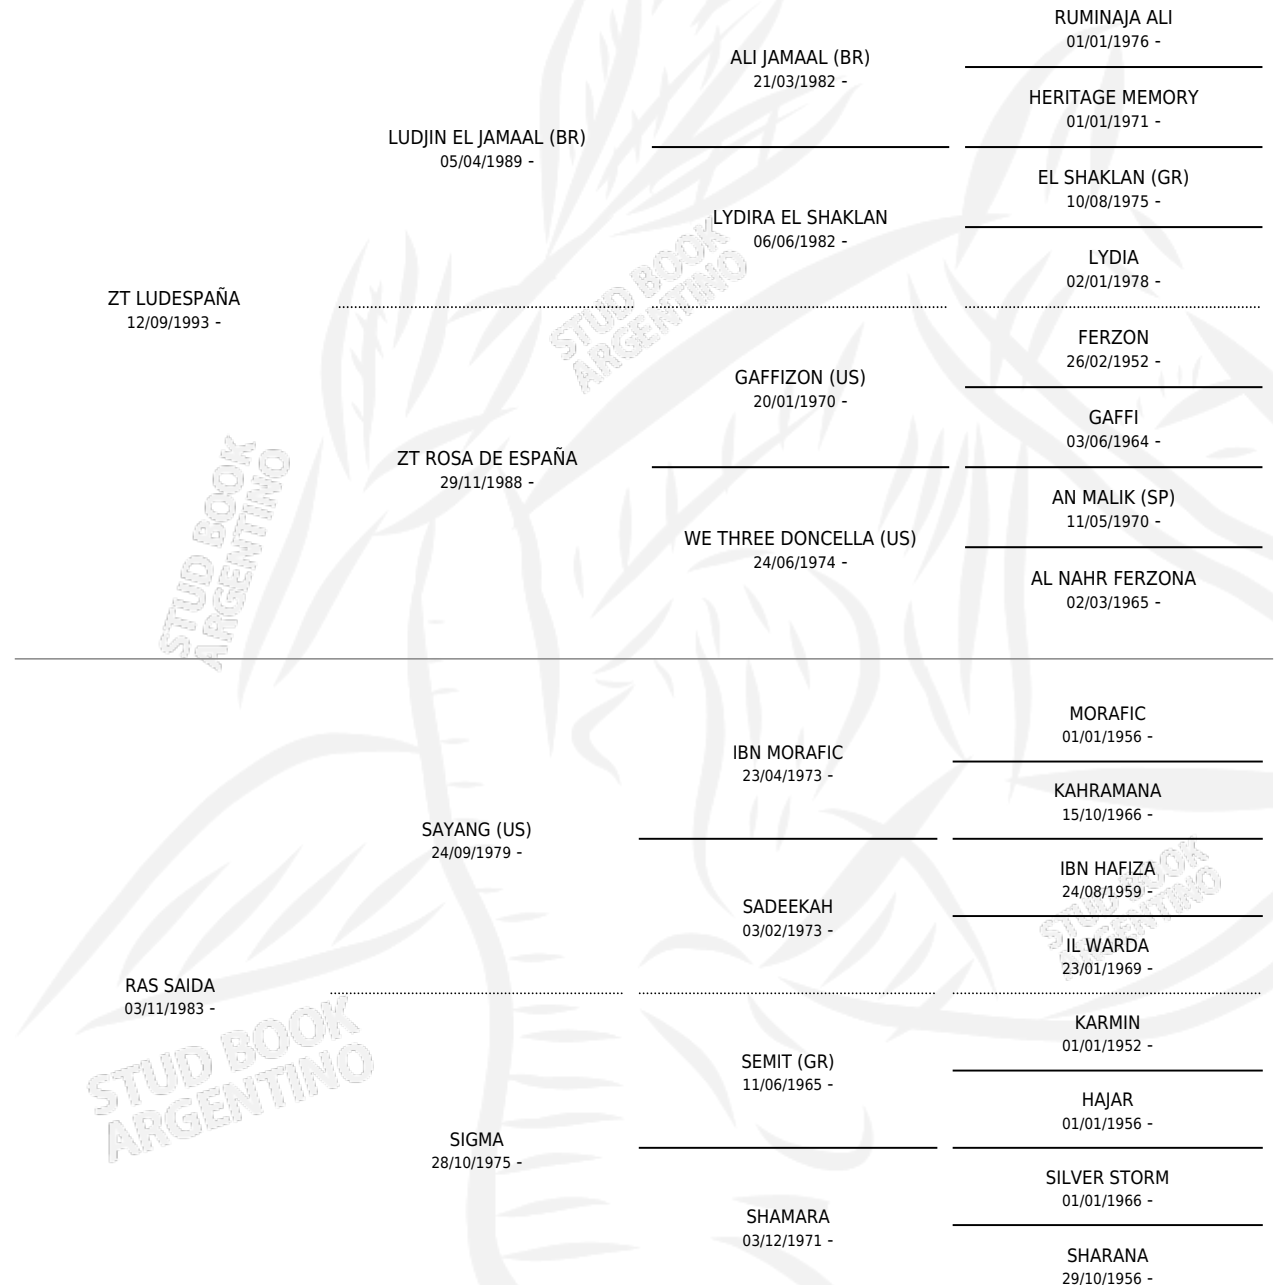 RUMINAJA ALI
01/01/1976 -
ALI JAMAAL (BR)
21/03/1982 -
HERITAGE MEMORY
01/01/1971 -
LUDJIN EL JAMAAL (BR)
05/04/1989 -
EL SHAKLAN (GR)
10/08/1975 -
LYDIRA EL SHAKLAN
06/06/1982 -
LYDIA
02/01/1978 -
ZT LUDESPAÑA
12/09/1993 -
STUD BOOK
ARGENTINO
FERZON
26/02/1952 -
GAFFIZON (US)
20/01/1970 -
GAFFI
03/06/1964 -
ZT ROSA DE ESPAÑA
29/11/1988 -
AN MALIK (SP)
11/05/1970 -
WE THREE DONCELLA (US)
24/06/1974 -
AL NAHR FERZONA
02/03/1965 -
STUD BOOK
ARGENTINO
MORAFIC
01/01/1956 -
IBN MORAFIC
23/04/1973 -
KAHRAMANA
15/10/1966 -
SAYANG (US)
24/09/1979 -
IBN HAFIZA
24/08/1959 -
SADEEKAH
03/02/1973 -
IL WARDA
23/01/1969 -
STUD BOOK
ARGENTINO
RAS SAIDA
03/11/1983 -
KARMIN
01/01/1952 -
SEMIT (GR)
11/06/1965 -
HAJAR
01/01/1956 -
STUD BOOK
ARGENTINO
SIGMA
28/10/1975 -
SILVER STORM
01/01/1966 -
SHAMARA
03/12/1971 -
SHARANA
29/10/1956 -